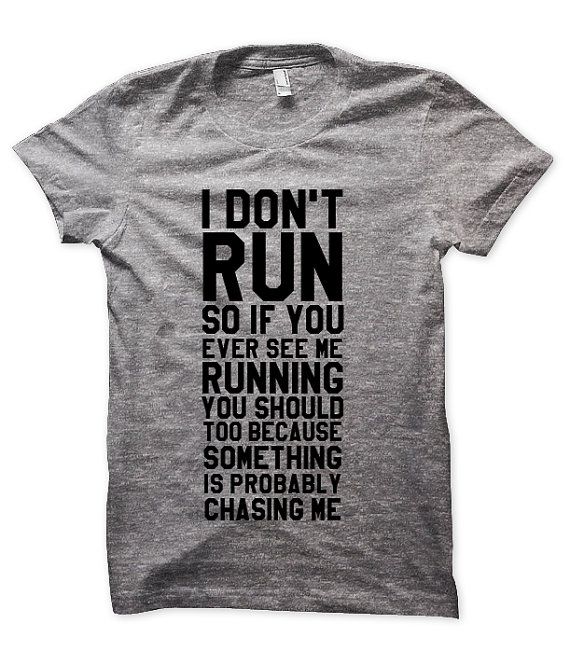 I DON'T
RUN
SO IF YOU
EVER SEE ME
RUNNING
YOU SHOULD
TOO BECAUSE
SOMETHING
IS PROBABLY
CHASING ME